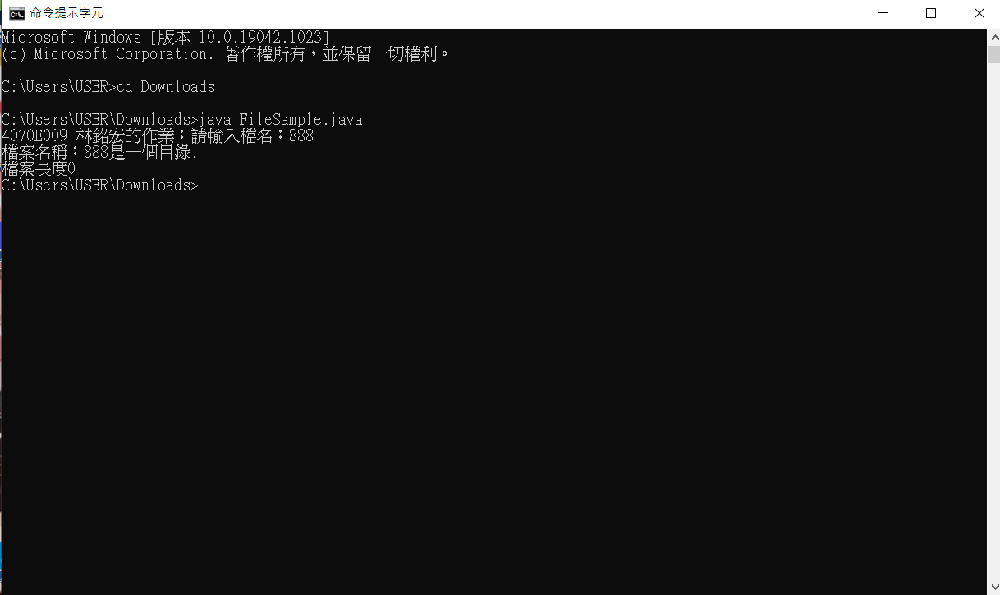 命令提示字元
Microsoft Windows [版本 10.0.19042.1023]
(c) Microsoft Corporation. 著作權所有，並保留一切權利。
C:\Users\USER>cd Downloads
C:\Users\USER\Downloads>java FileSample.java
4070E009 林銘宏的作業：請輸入檔名：888
檔案名稱：888是一個目錄.
檔案長度0
C:\Users\USER\Downloads>